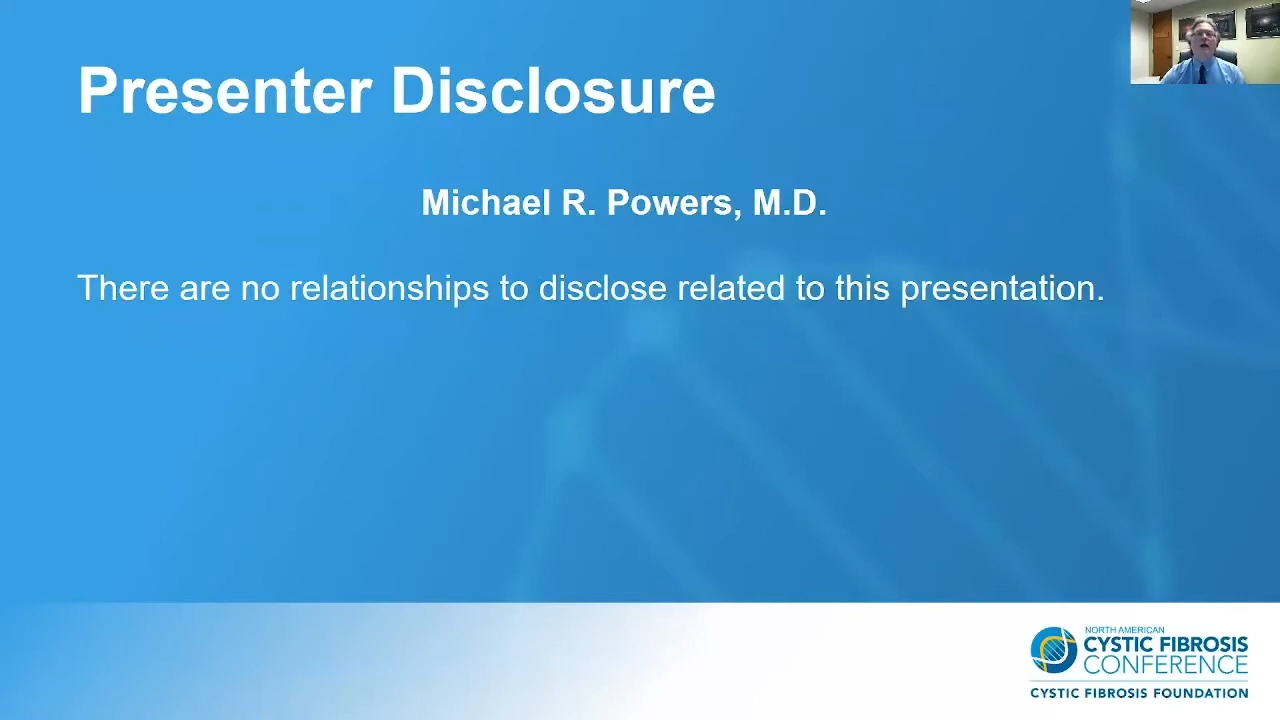 Presenter Disclosure
Michael R. Powers, M.D.
There are no relationships to disclose related to this presentation.
NORTH AMERICAN
CYSTIC FIBROSIS
CONFERENCE
CYSTIC FIBROSIS FOUNDATION